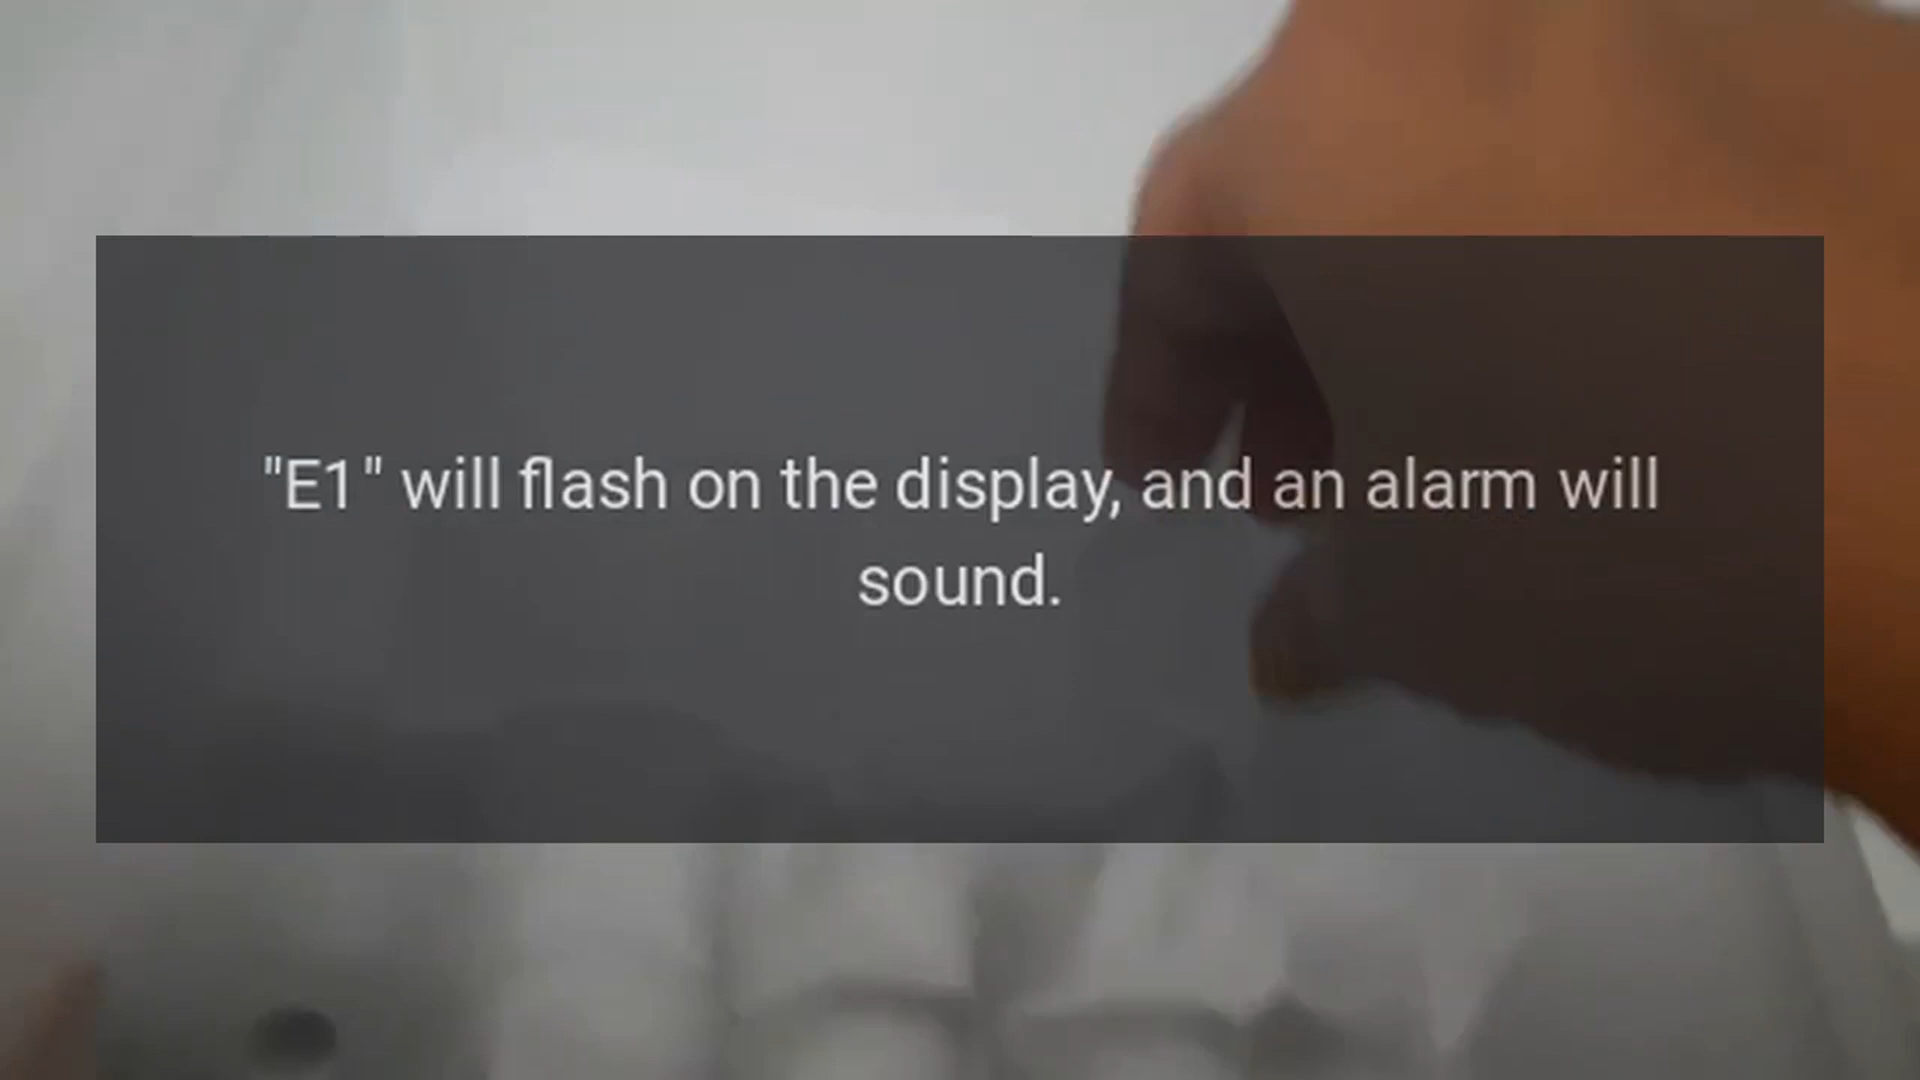 "E1" will flash on the display, and an alarm will
sound.